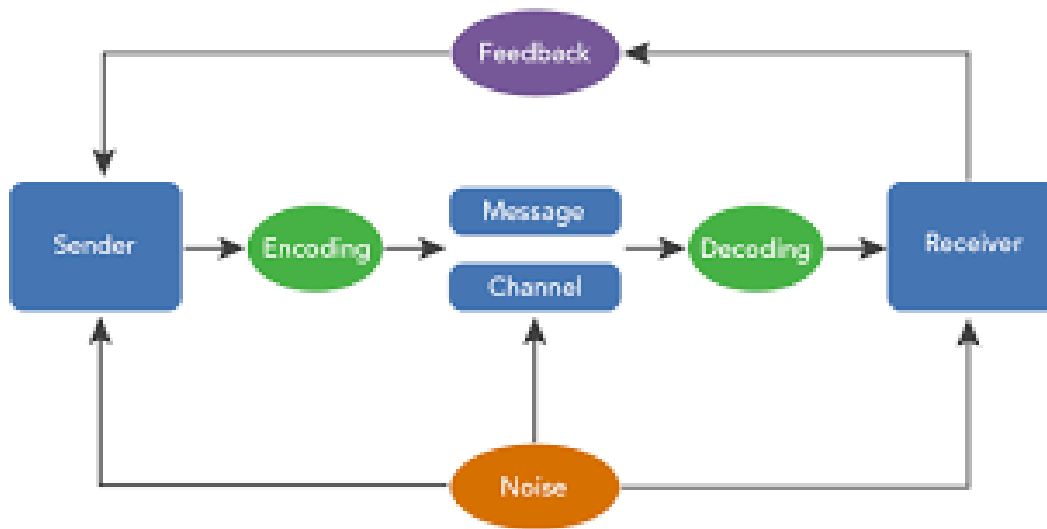 Feedback
Sender
Encoding
Message
Channel
Decoding
Receiver
Noise